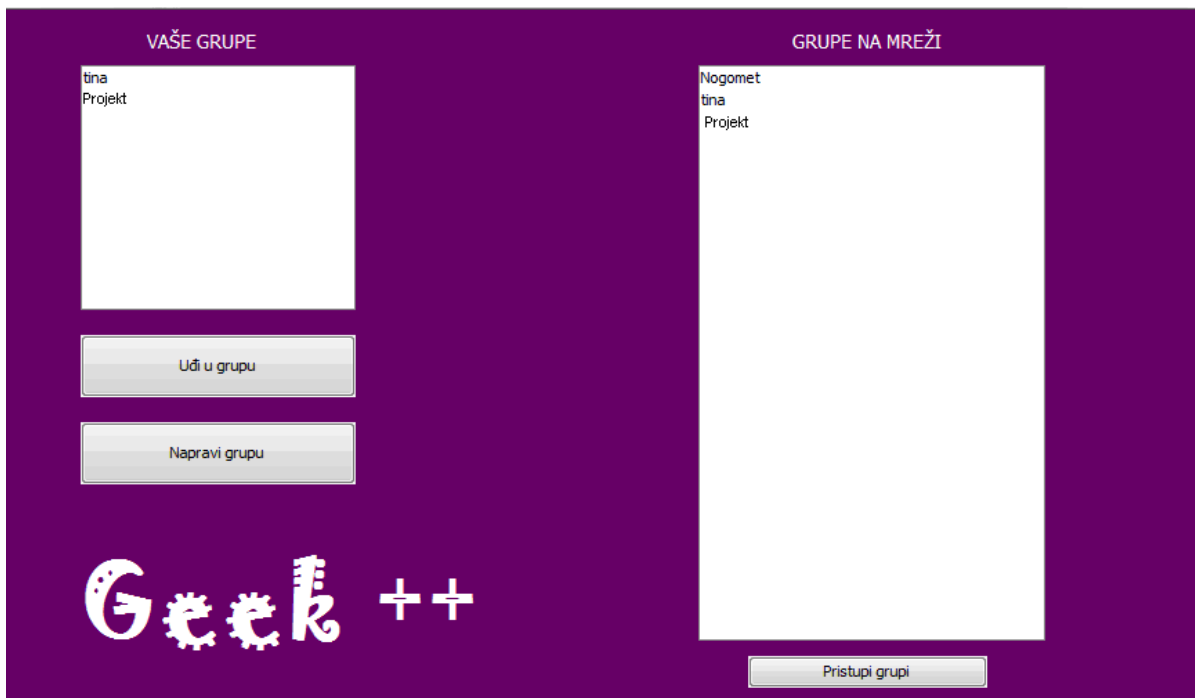 VAŠE GRUPE
tina
Projekt
Uđi u grupu
Napravi grupu
Geek ++
GRUPE NA MREŽI
Nogomet
tina
Projekt
Pristupi grupi